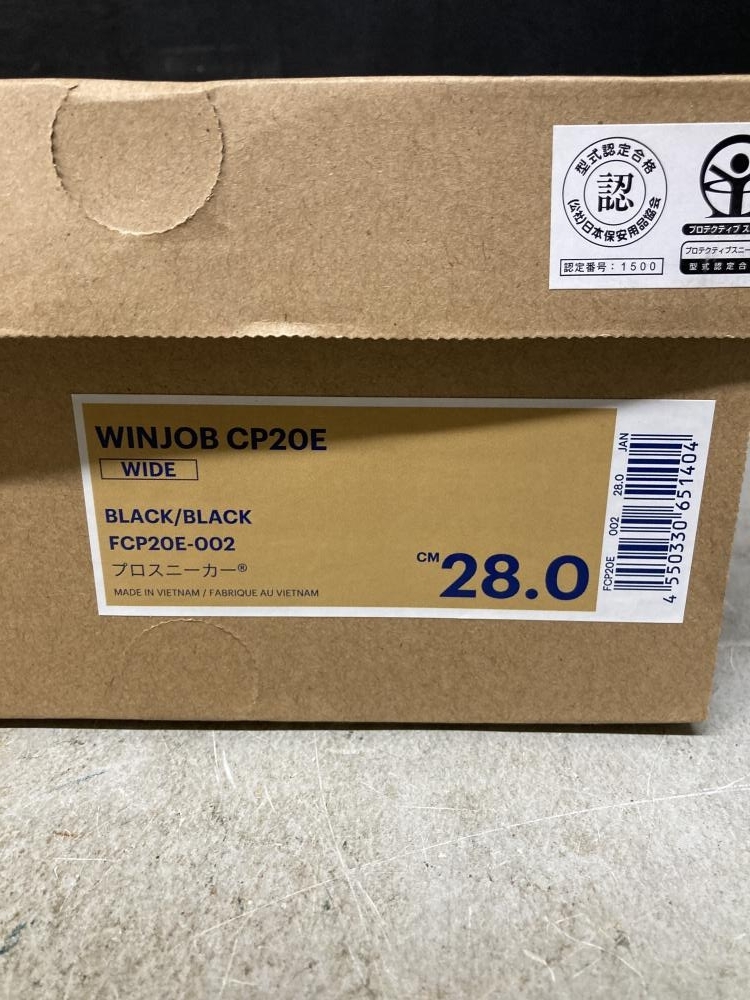 型式認定合格
認
(公社)日本保安用品協会
認定番号：1500
プロテクティブ
プロテクティブスニー
型式認定合
WINJOB CP20E
WIDE
BLACK/BLACK
FCP20E-002
プロスニーカー®
MADE IN VIETNAM / FABRIQUE AU VIETNAM
CM 28.0
FCP20E 002 28.0 JAN
4 550330 651404